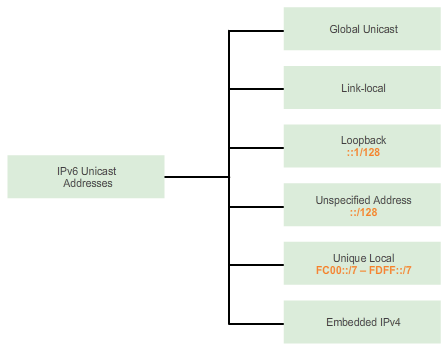 Global Unicast
Link-local
Loopback
::1/128
IPv6 Unicast
Addresses
Unspecified Address
::/128
Unique Local
FC00::/7 – FDFF::/7
Embedded IPv4